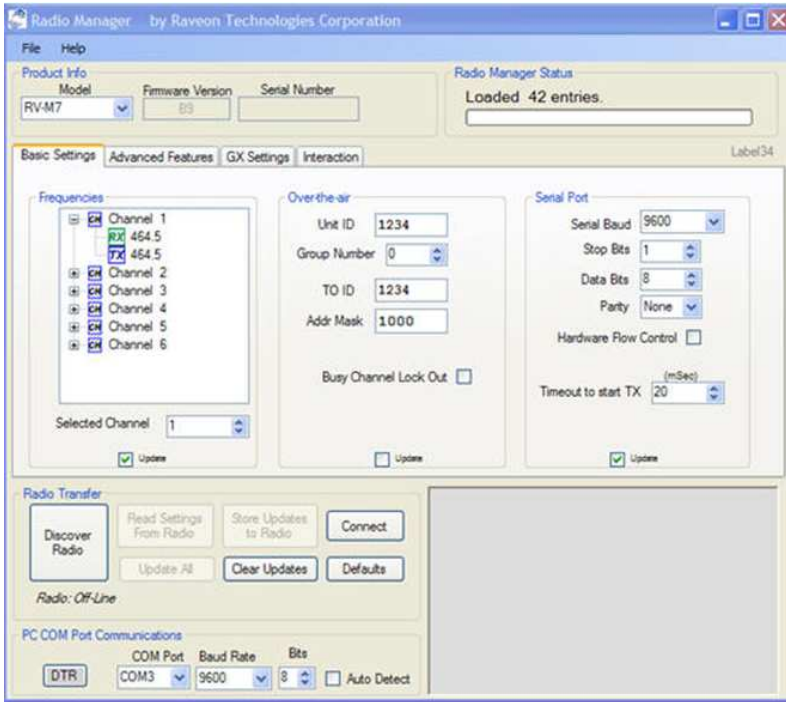 Radio Manager by Raveon Technologies Corporation
File Help
Product Info
Model Firmware Version Serial Number
RV-M7 B9
Radio Manager Status
Loaded 42 entries.
Basic Settings Advanced Features GX Settings Interaction
Label34
Frequencies
CH Channel 1
RX 464.5
TX 464.5
CH Channel 2
CH Channel 3
CH Channel 4
CH Channel 5
CH Channel 6
Selected Channel 1
Update
Over-the-air
Unit ID 1234
Group Number 0
TO ID 1234
Addr Mask 1000
Busy Channel Lock Out
Update
Serial Port
Serial Baud 9600
Stop Bits 1
Data Bits 8
Parity None
Hardware Flow Control
(mSec)
Timeout to start TX 20
Update
Radio Transfer
Discover Radio
Read Settings From Radio
Store Updates to Radio
Connect
Update All
Clear Updates
Defaults
Radio: Off-Line
PC COM Port Communications
COM Port Baud Rate Bits
DTR COM3 9600 8 Auto Detect